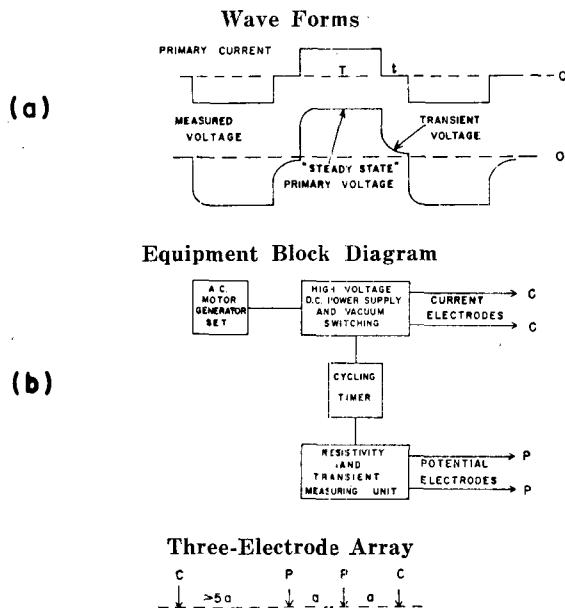 Wave Forms
PRIMARY CURRENT
T
t
O
(a)
MEASURED
VOLTAGE
TRANSIENT
VOLTAGE
O
"STEADY STATE"
PRIMARY VOLTAGE
Equipment Block Diagram
A.C.
MOTOR
GENERATOR
SET
HIGH VOLTAGE
D.C. POWER SUPPLY
AND VACUUM
SWITCHING
C
CURRENT
ELECTRODES
C
(b)
CYCLING
TIMER
RESISTIVITY
AND
TRANSIENT
MEASURING UNIT
P
POTENTIAL
ELECTRODES
P
Three-Electrode Array
C >5a P a P a C